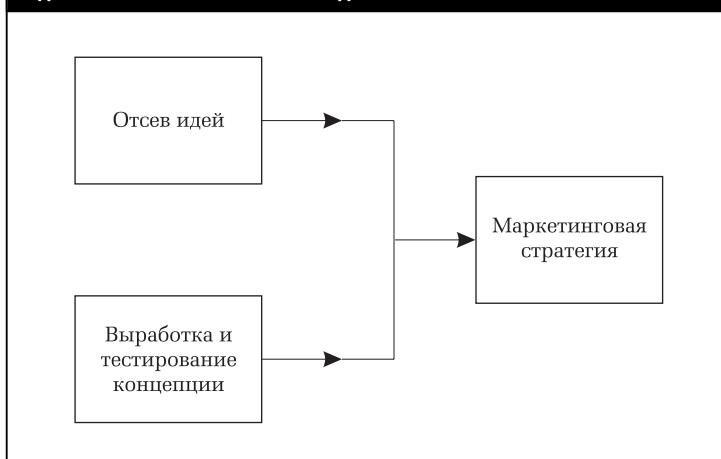 Отсев идей
Маркетинговая
стратегия
Выработка и
тестирование
концепции